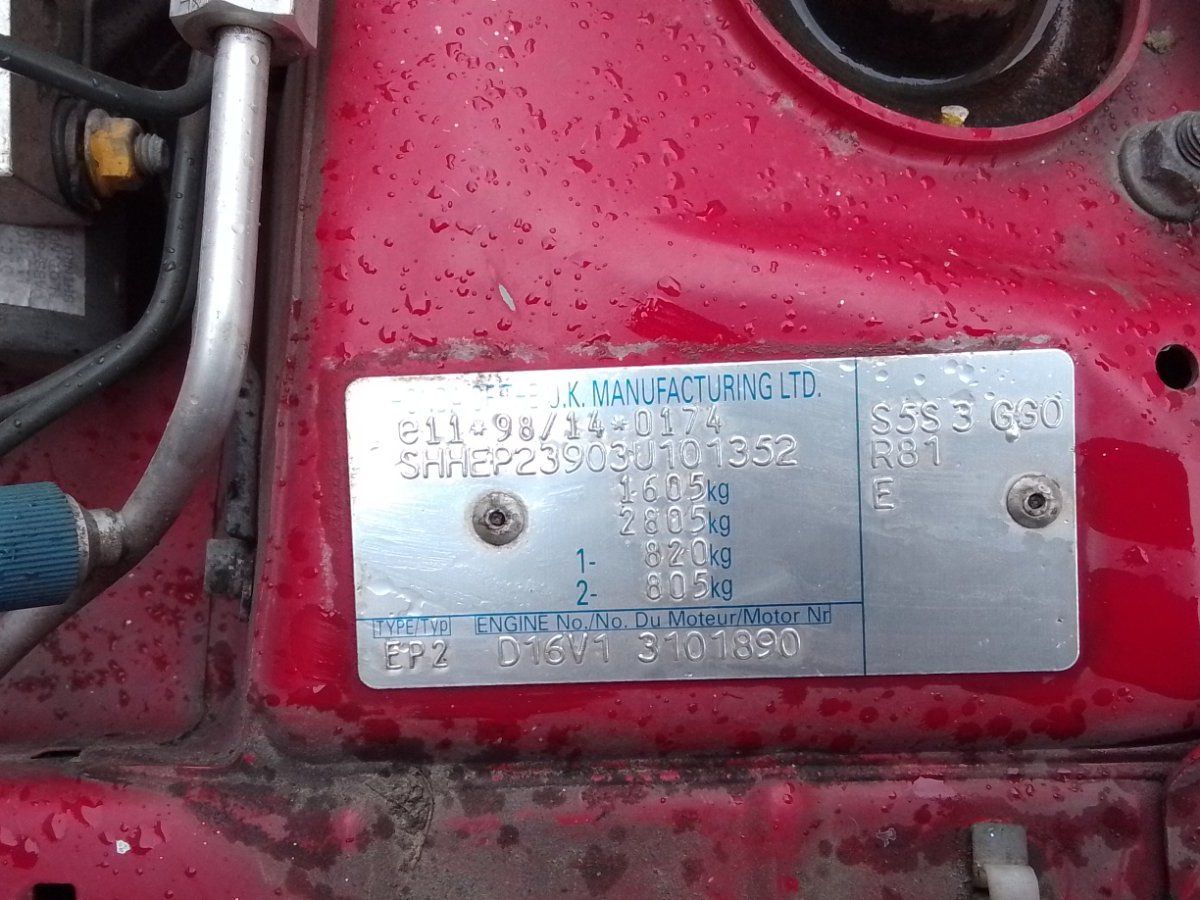 U.K. MANUFACTURING LTD.
e11*98/14*0174
SHHEP23903U101352
1605kg
2805kg
1- 820kg
2- 805kg
TYPE/Typ ENGINE No./No. Du Moteur/Motor Nr
EP2 D16V1 3101890
S5S 3 GGO
R81
E